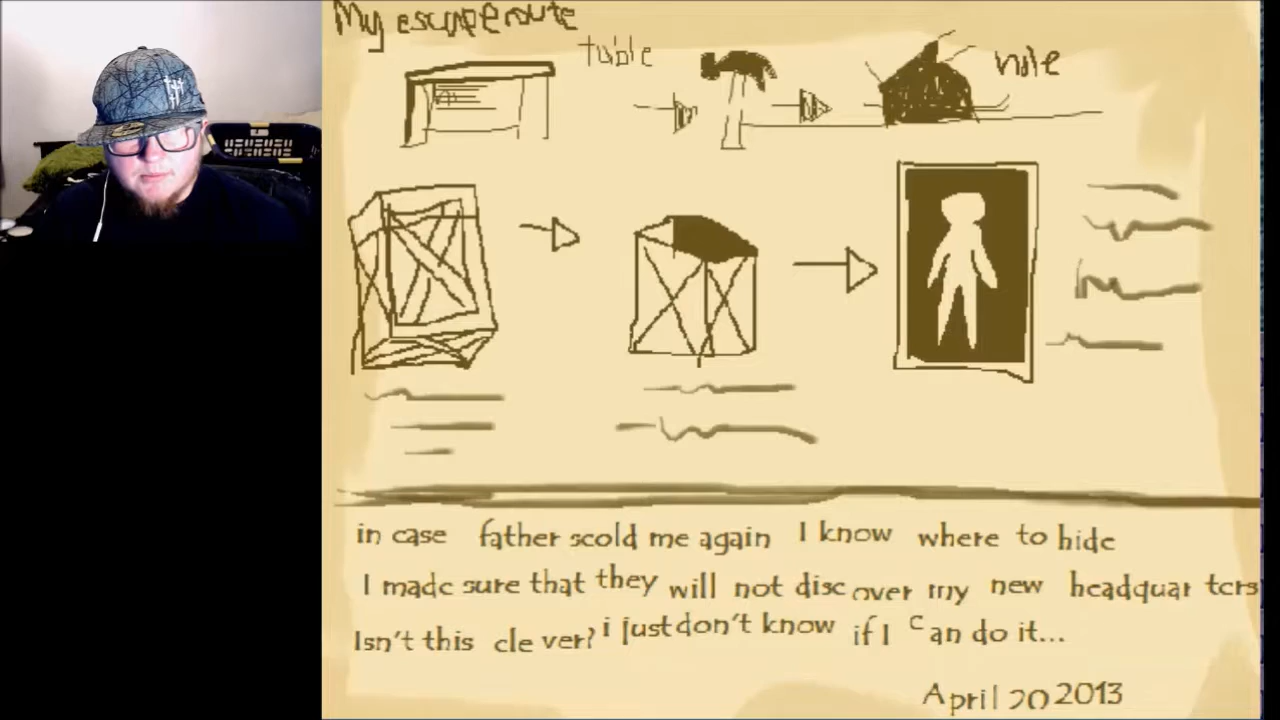 My escape route
table
hole
in case father scold me again I know where to hide
I made sure that they will not discover my new headquarters
Isn't this clever? i just don't know if I can do it...
April 20 2013